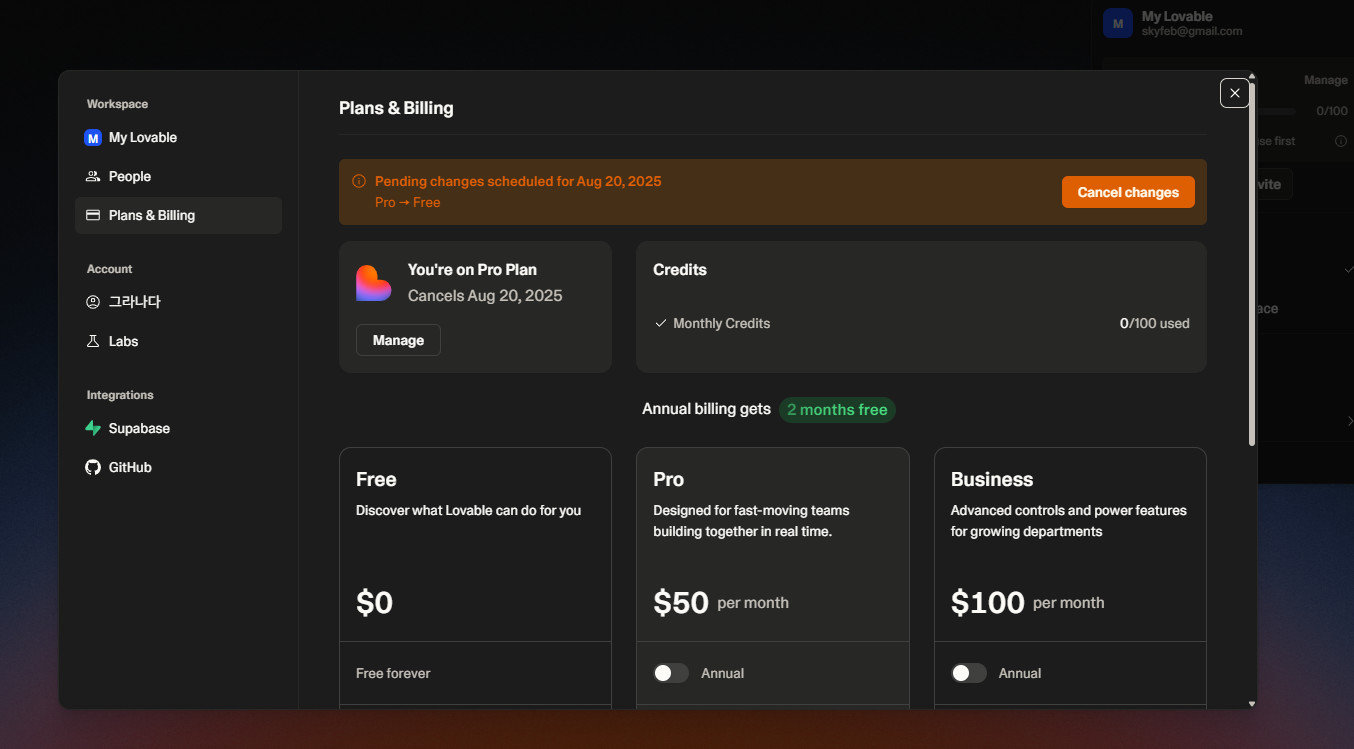 M
My Lovable
skyfeb@gmail.com
Manage
0/100
se first
vite
ace
Workspace
M
My Lovable
People
Plans & Billing
Account
그라나다
Labs
Integrations
Supabase
GitHub
Plans & Billing
Pending changes scheduled for Aug 20, 2025
Pro → Free
Cancel changes
You're on Pro Plan
Cancels Aug 20, 2025
Manage
Credits
Monthly Credits
0/100 used
Annual billing gets 2 months free
Free
Discover what Lovable can do for you
$0
Free forever
Pro
Designed for fast-moving teams
building together in real time.
$50 per month
Annual
Business
Advanced controls and power features
for growing departments
$100 per month
Annual